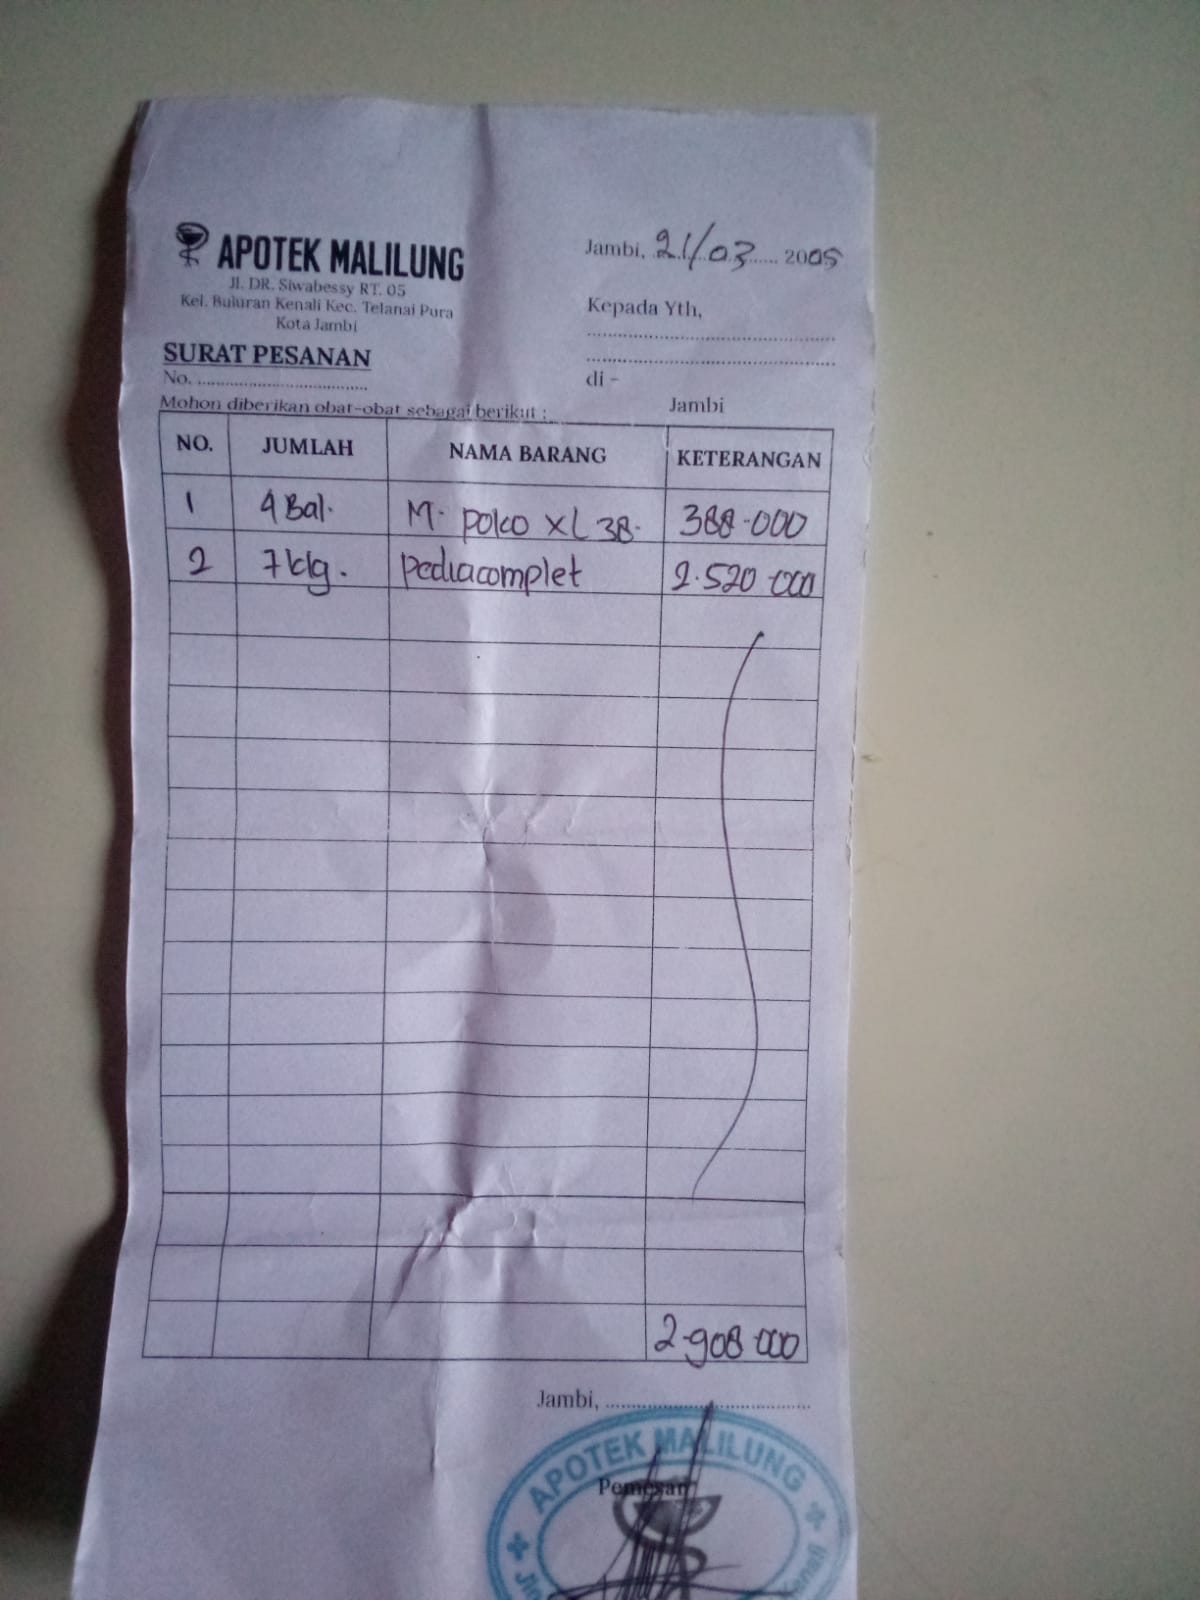 APOTEK MALILUNG
Jl. DR. Siwabessy RT. 05
Kel. Buluran Kenali Kec. Telanai Pura
Kota Jambi
SURAT PESANAN
No. ....................................
Jambi, 21/03 2005
Kepada Yth,
di -
Jambi
Mohon diberikan obat-obat sebagai berikut :
NO. JUMLAH NAMA BARANG KETERANGAN
1 4 Bal. M. poko XL 38. 388.000
2 7 klg. pediacomplet 2.520.000
2.908.000
Jambi, ....................................
APOTEK MALILUNG
Pemesan